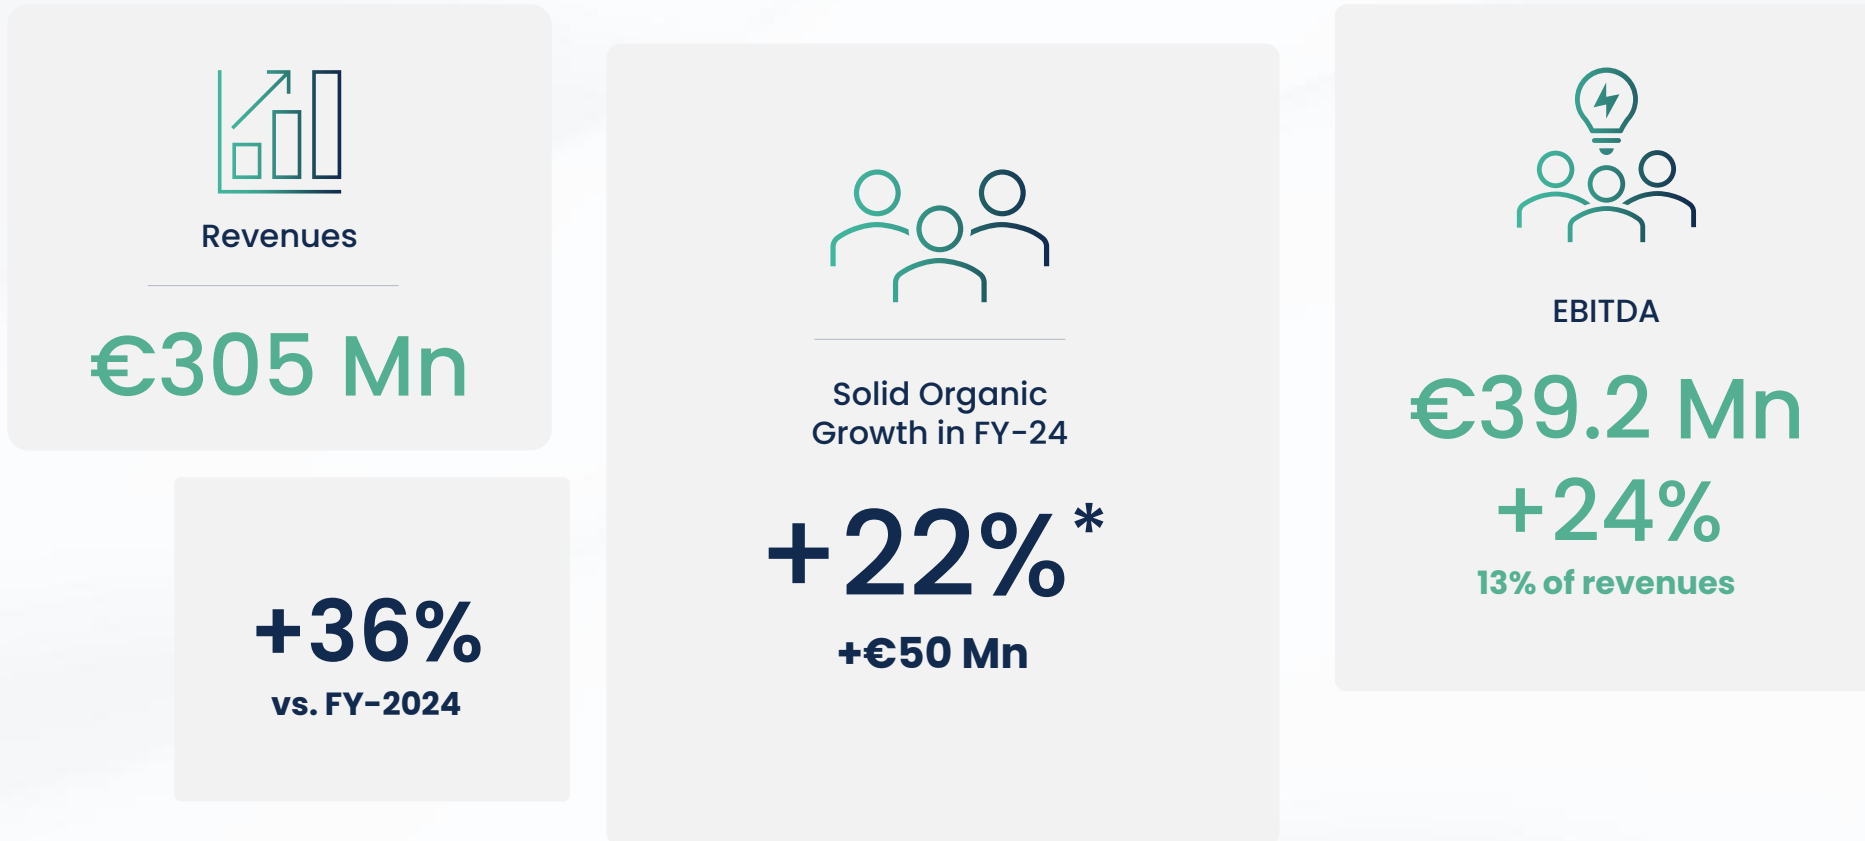 Revenues
€305 Mn
+36%
vs. FY-2024
Solid Organic
Growth in FY-24
+22%*
+€50 Mn
EBITDA
€39.2 Mn
+24%
13% of revenues